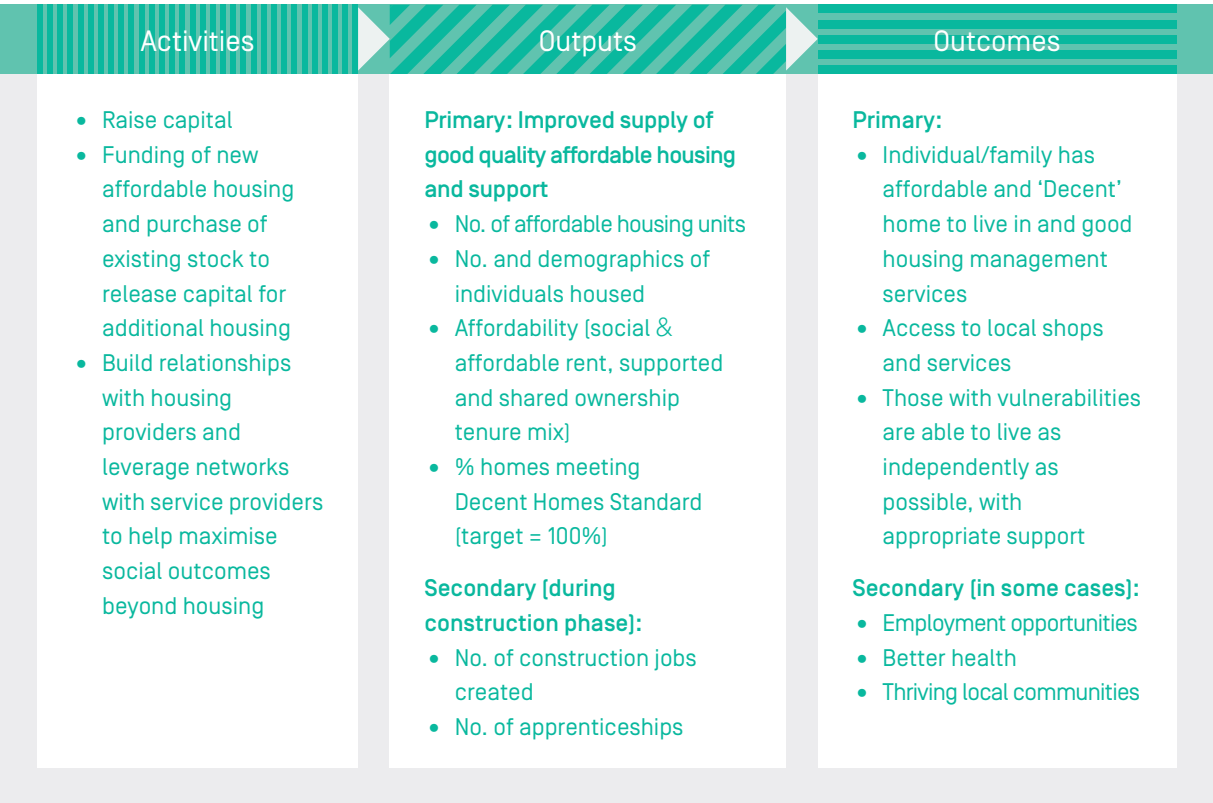 Activities
• Raise capital
• Funding of new
affordable housing
and purchase of
existing stock to
release capital for
additional housing
• Build relationships
with housing
providers and
leverage networks
with service providers
to help maximise
social outcomes
beyond housing
Outputs
Primary: Improved supply of
good quality affordable housing
and support
• No. of affordable housing units
• No. and demographics of
individuals housed
• Affordability (social &
affordable rent, supported
and shared ownership
tenure mix)
• % homes meeting
Decent Homes Standard
(target = 100%)
Secondary (during
construction phase):
• No. of construction jobs
created
• No. of apprenticeships
Outcomes
Primary:
• Individual/family has
affordable and ‘Decent’
home to live in and good
housing management
services
• Access to local shops
and services
• Those with vulnerabilities
are able to live as
independently as
possible, with
appropriate support
Secondary (in some cases):
• Employment opportunities
• Better health
• Thriving local communities